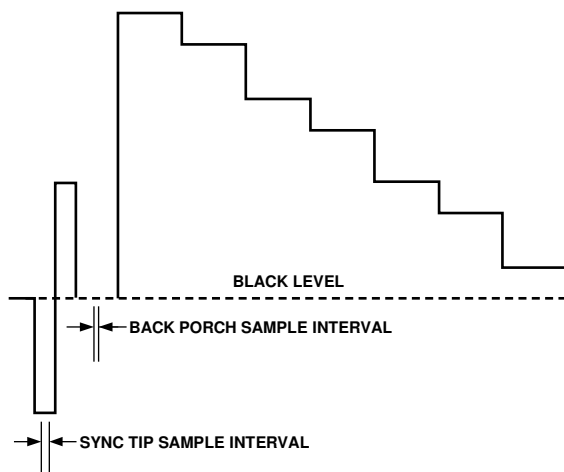 BLACK LEVEL
BACK PORCH SAMPLE INTERVAL
SYNC TIP SAMPLE INTERVAL